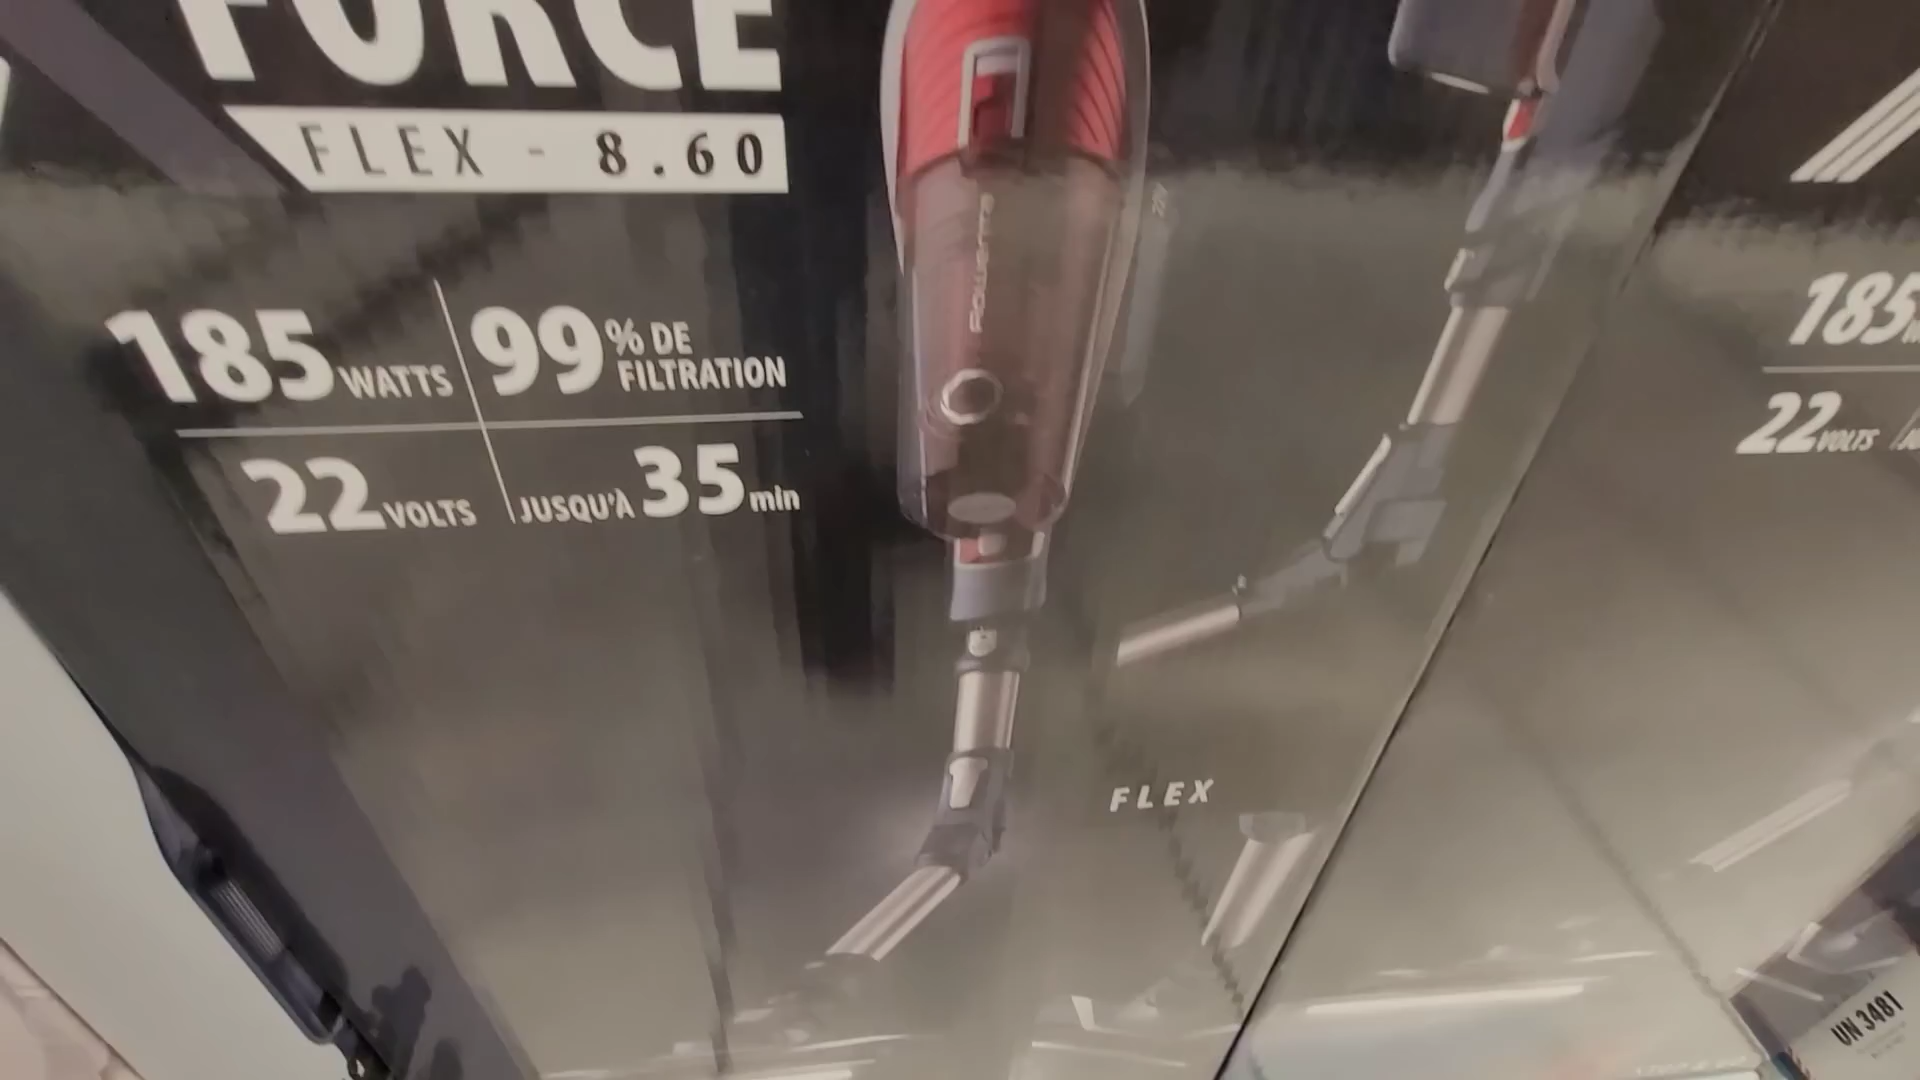 FORCE
FLEX - 8.60
185 WATTS
99% DE FILTRATION
22 VOLTS
JUSQU'À 35 min
Rowenta
22V
FLEX
185
22 VOLTS
UN 3481